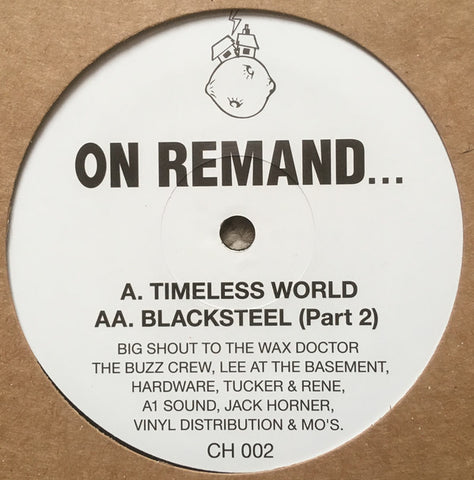 ON REMAND...
A. TIMELESS WORLD
AA. BLACKSTEEL (Part 2)
BIG SHOUT TO THE WAX DOCTOR
THE BUZZ CREW, LEE AT THE BASEMENT,
HARDWARE, TUCKER & RENE,
A1 SOUND, JACK HORNER,
VINYL DISTRIBUTION & MO'S.
CH 002